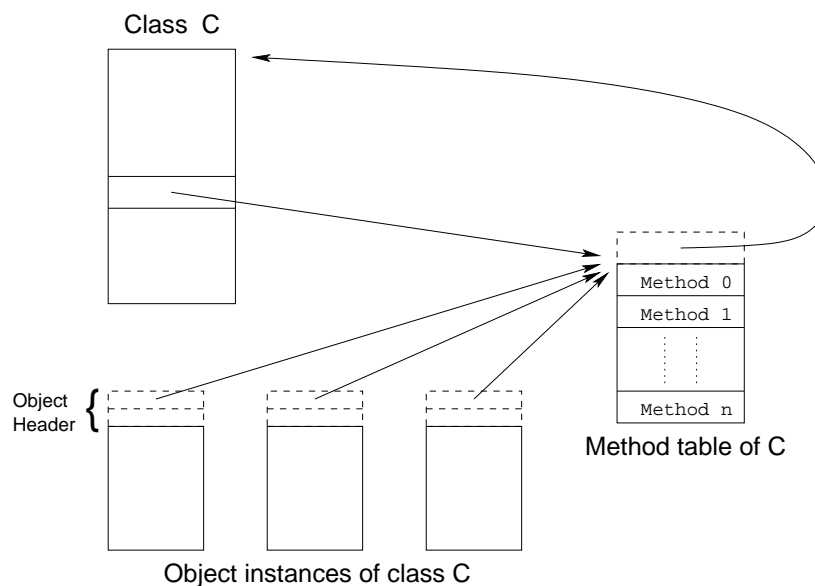 Class C
Method 0
Method 1
Method n
Method table of C
Object
Header
Object instances of class C